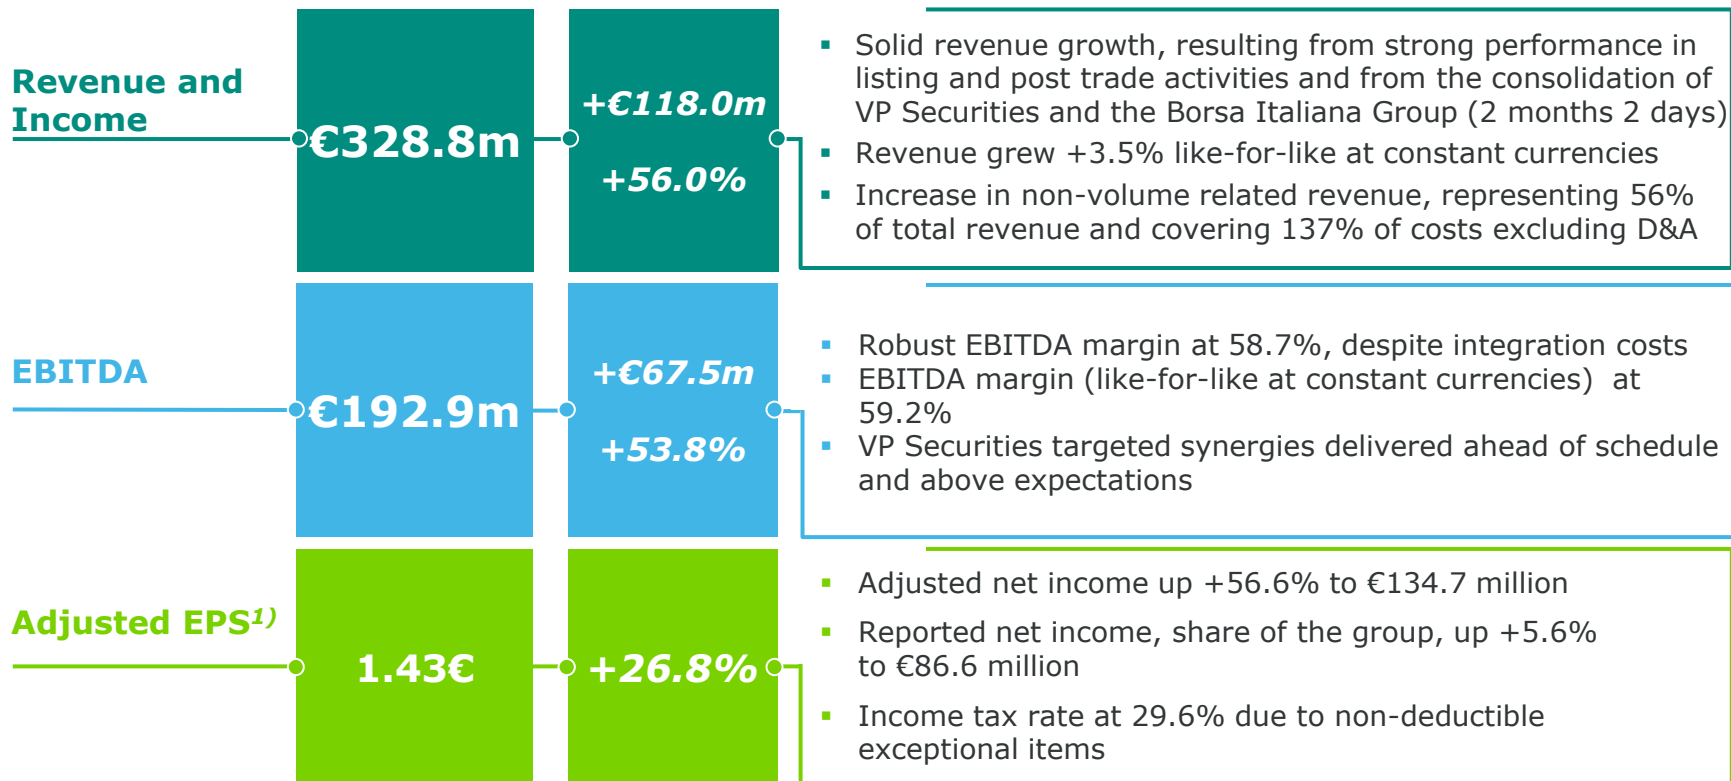 Revenue and
Income
€328.8m
+€118.0m
+56.0%
▪ Solid revenue growth, resulting from strong performance in
listing and post trade activities and from the consolidation of
VP Securities and the Borsa Italiana Group (2 months 2 days)
▪ Revenue grew +3.5% like-for-like at constant currencies
▪ Increase in non-volume related revenue, representing 56%
of total revenue and covering 137% of costs excluding D&A
EBITDA
€192.9m
+€67.5m
+53.8%
▪ Robust EBITDA margin at 58.7%, despite integration costs
▪ EBITDA margin (like-for-like at constant currencies)  at
59.2%
▪ VP Securities targeted synergies delivered ahead of schedule
and above expectations
Adjusted EPS1)
1.43€
+26.8%
▪ Adjusted net income up +56.6% to €134.7 million
▪ Reported net income, share of the group, up +5.6%
to €86.6 million
▪ Income tax rate at 29.6% due to non-deductible
exceptional items